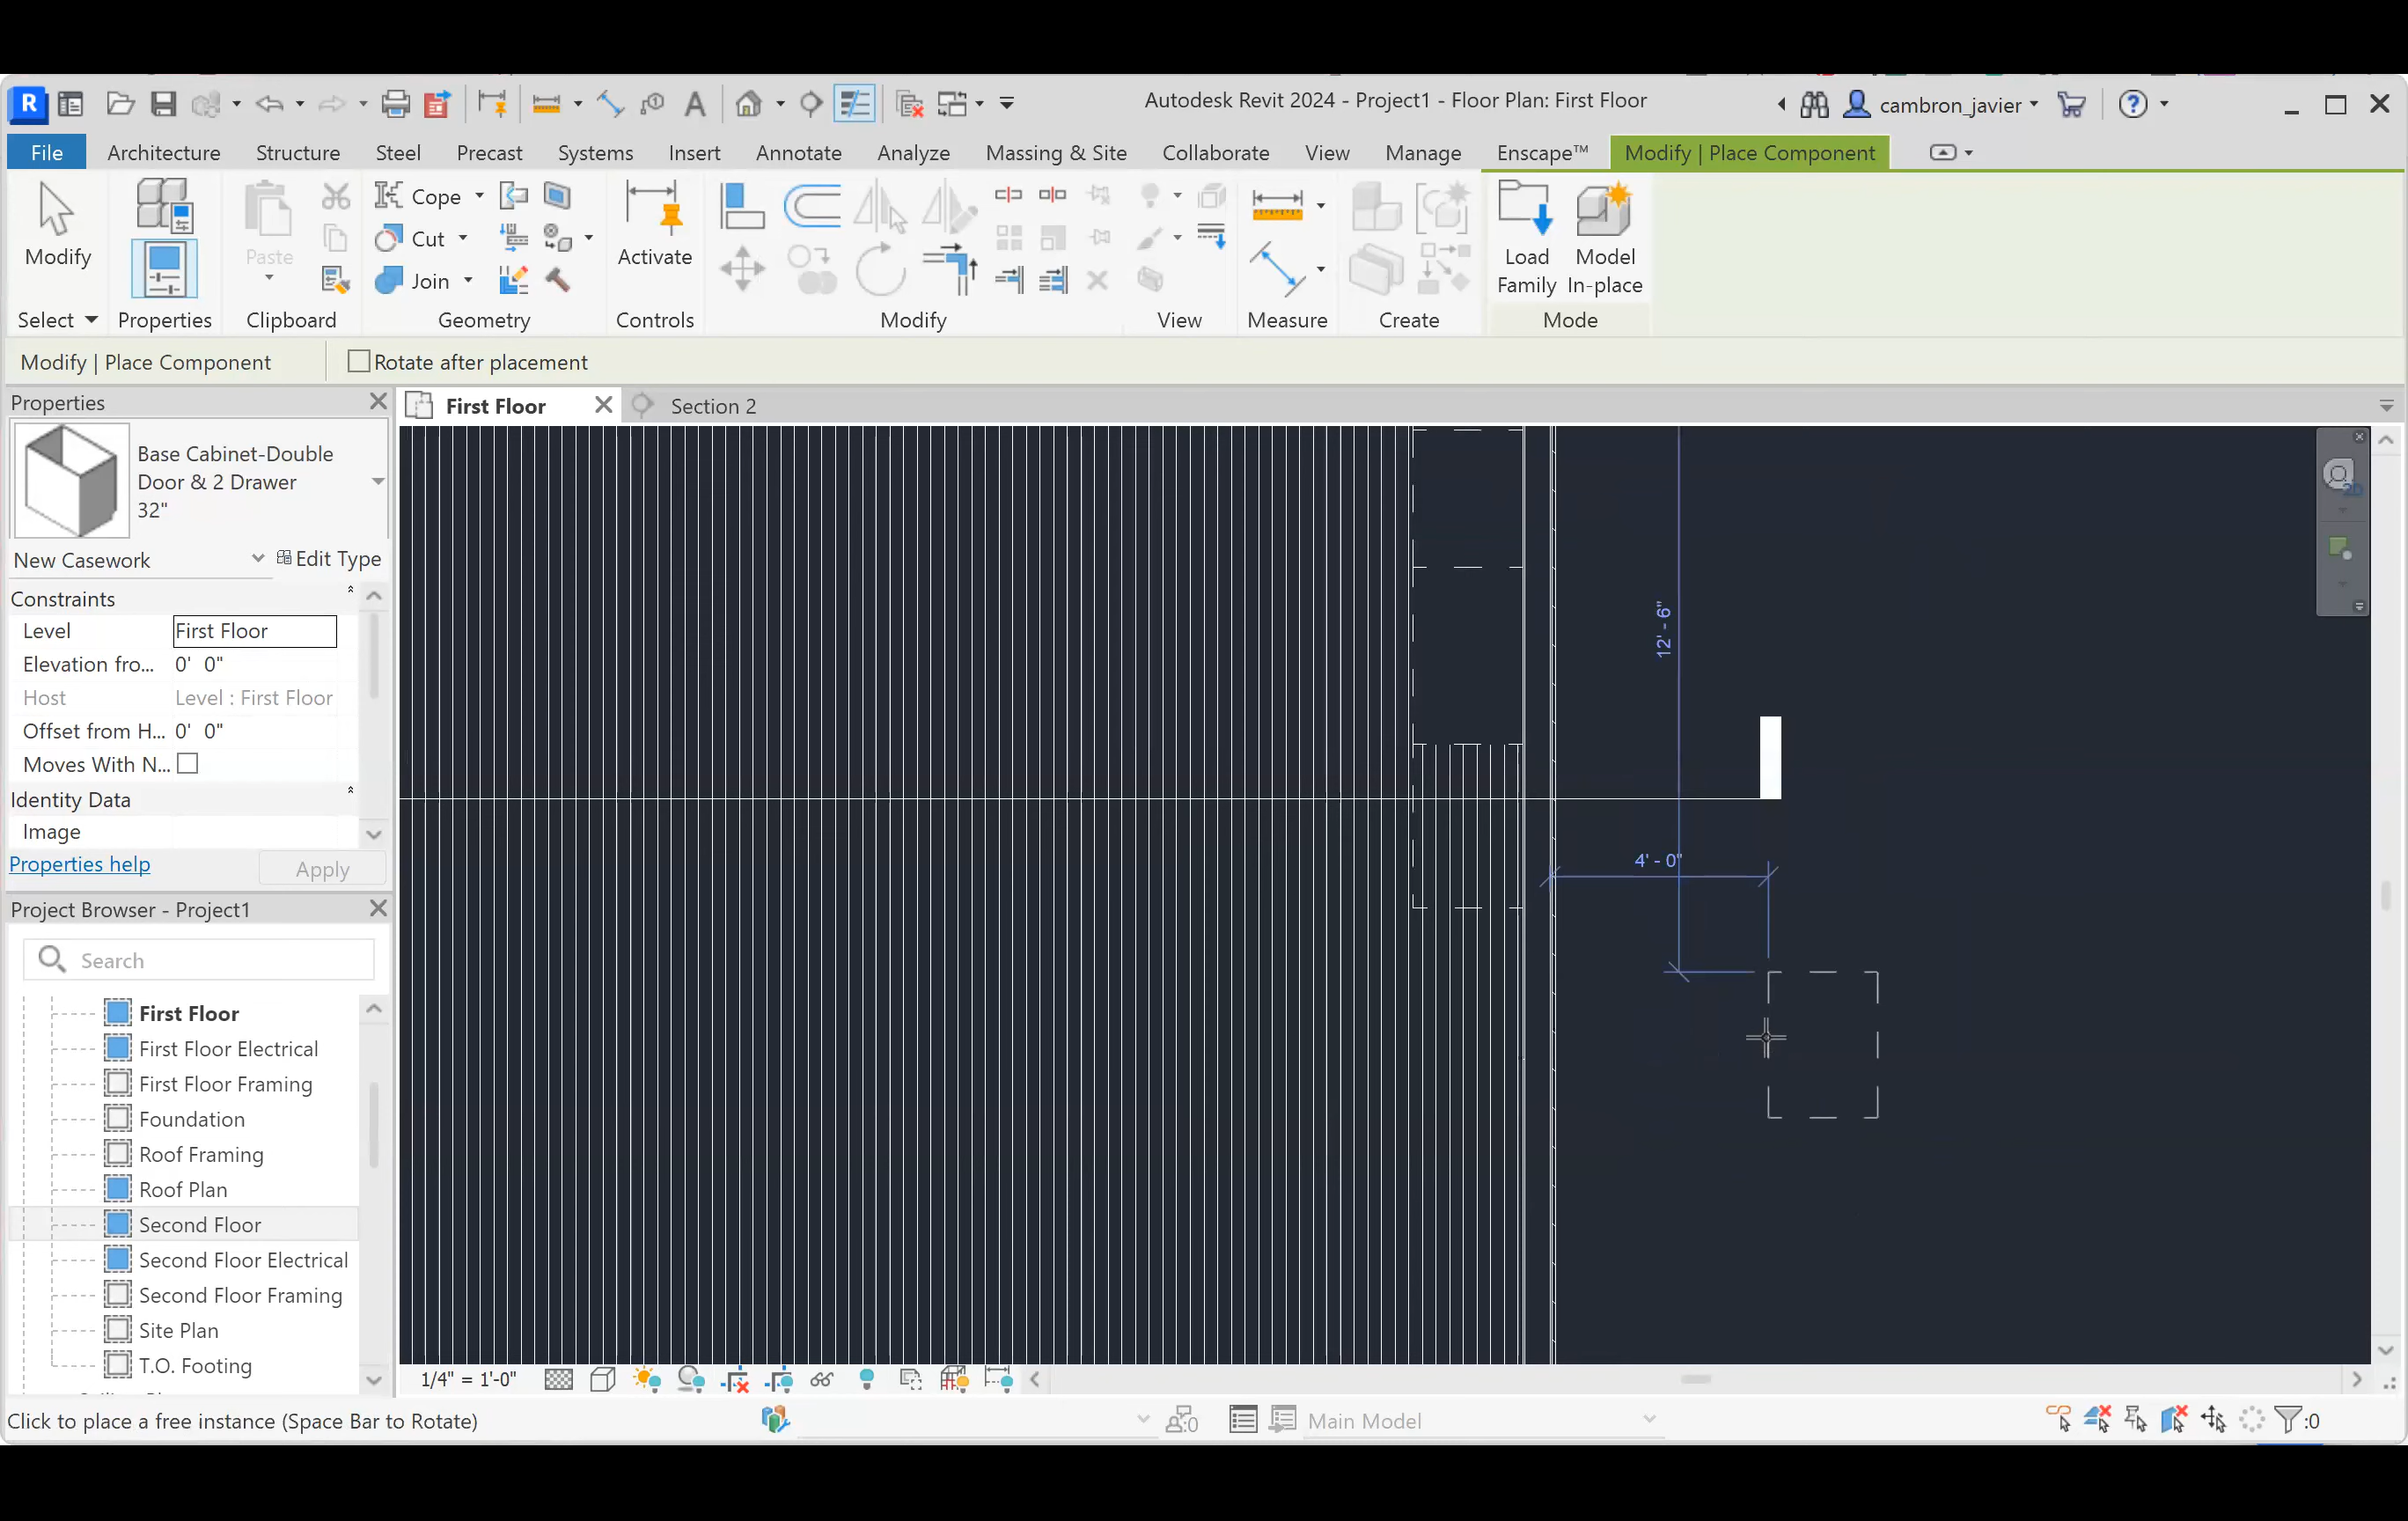 R
Autodesk Revit 2024 - Project1 - Floor Plan: First Floor
cambron_javier
File
Architecture
Structure
Steel
Precast
Systems
Insert
Annotate
Analyze
Massing & Site
Collaborate
View
Manage
Enscape™
Modify | Place Component
Modify
Paste
Cope
Cut
Join
Activate
Load
Family
Model
In-place
Select
Properties
Clipboard
Geometry
Controls
Modify
View
Measure
Create
Mode
Modify | Place Component
Rotate after placement
Properties
Base Cabinet-Double
Door & 2 Drawer
32"
New Casework
Edit Type
Constraints
Level First Floor
Elevation fro... 0' 0"
Host Level : First Floor
Offset from H... 0' 0"
Moves With N...
Identity Data
Image
Properties help
Apply
Project Browser - Project1
Search
First Floor
First Floor Electrical
First Floor Framing
Foundation
Roof Framing
Roof Plan
Second Floor
Second Floor Electrical
Second Floor Framing
Site Plan
T.O. Footing
First Floor
Section 2
12' - 6"
4' - 0"
2D
1/4" = 1'-0"
Click to place a free instance (Space Bar to Rotate)
:0
Main Model
:0